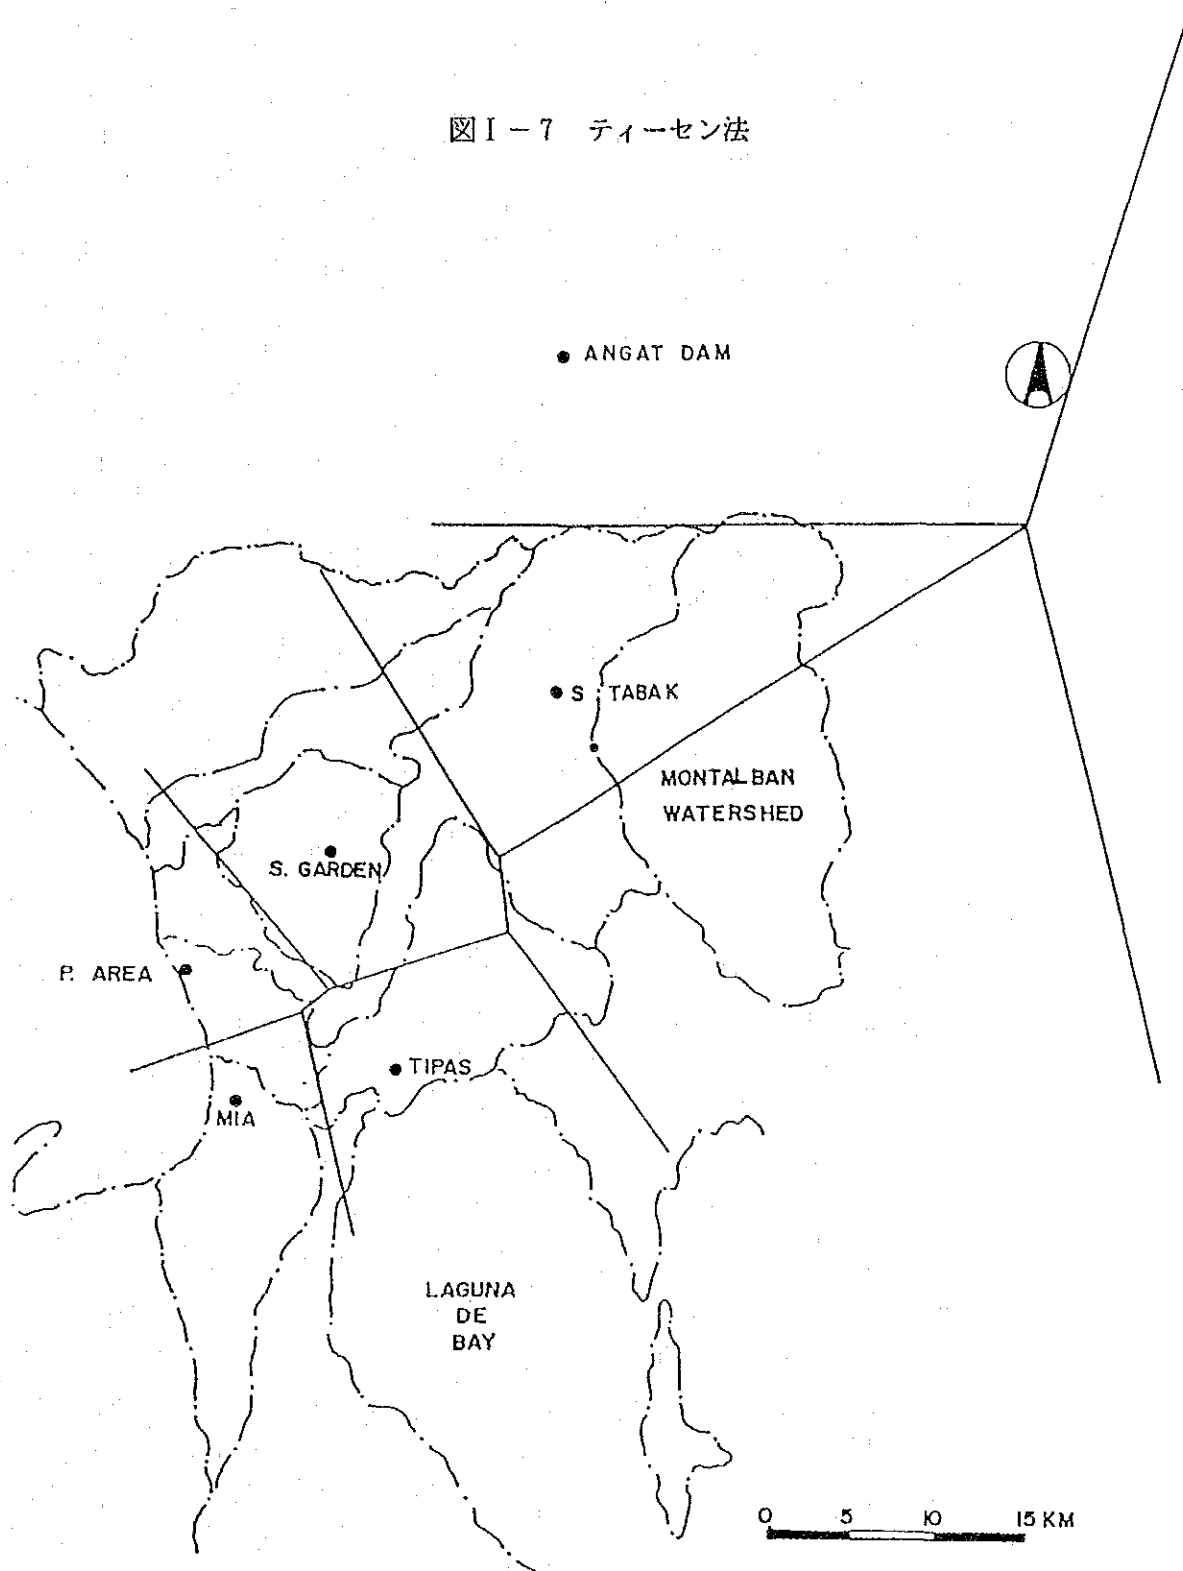 図Ⅰ－7　ティーセン法
ANGAT DAM
S. TABAK
MONTALBAN
WATERSHED
S. GARDEN
P. AREA
TIPAS
MIA
LAGUNA
DE
BAY
0 5 10 15 KM